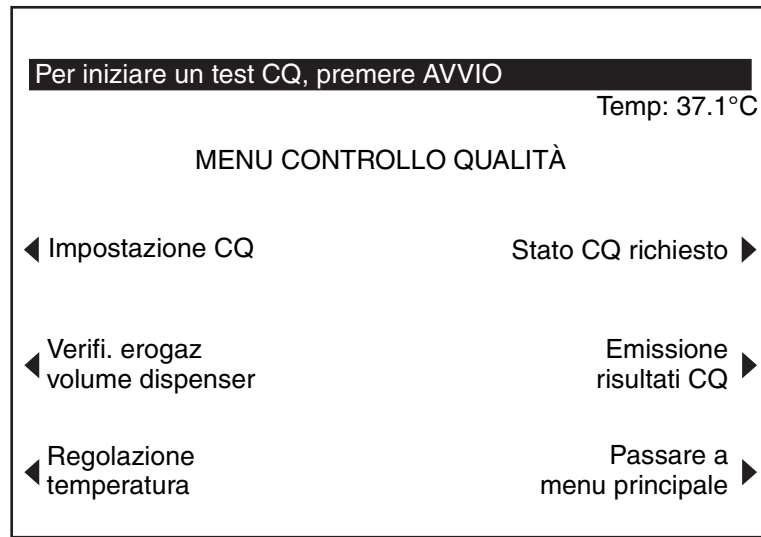 Per iniziare un test CQ, premere AVVIO
Temp: 37.1°C
MENU CONTROLLO QUALITÀ
Impostazione CQ
Stato CQ richiesto
Verifi. erogaz
volume dispenser
Emissione
risultati CQ
Regolazione
temperatura
Passare a
menu principale